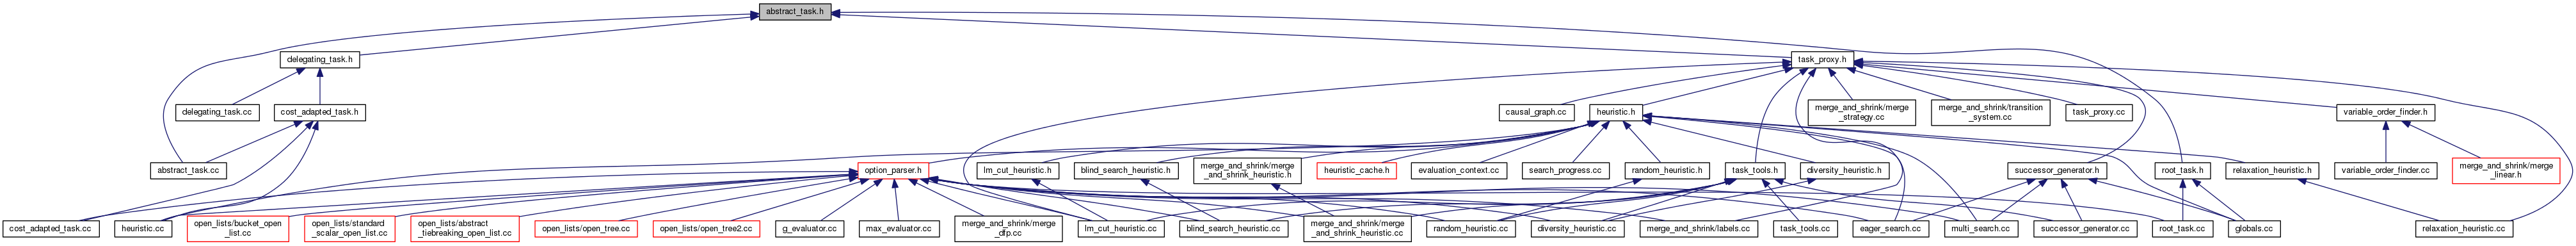 abstract_task.h
delegating_task.h
task_proxy.h
delegating_task.cc
cost_adapted_task.h
causal_graph.cc
heuristic.h
merge_and_shrink/merge
_strategy.cc
merge_and_shrink/transition
_system.cc
task_proxy.cc
variable_order_finder.h
abstract_task.cc
option_parser.h
lm_cut_heuristic.h
blind_search_heuristic.h
merge_and_shrink/merge
_and_shrink_heuristic.h
heuristic_cache.h
evaluation_context.cc
search_progress.cc
random_heuristic.h
task_tools.h
diversity_heuristic.h
successor_generator.h
root_task.h
relaxation_heuristic.h
variable_order_finder.cc
merge_and_shrink/merge
_linear.h
cost_adapted_task.cc
heuristic.cc
open_lists/bucket_open
_list.cc
open_lists/standard
_scalar_open_list.cc
open_lists/abstract
_tiebreaking_open_list.cc
open_lists/open_tree.cc
open_lists/open_tree2.cc
g_evaluator.cc
max_evaluator.cc
merge_and_shrink/merge
_dfp.cc
lm_cut_heuristic.cc
blind_search_heuristic.cc
merge_and_shrink/merge
_and_shrink_heuristic.cc
random_heuristic.cc
diversity_heuristic.cc
merge_and_shrink/labels.cc
task_tools.cc
eager_search.cc
multi_search.cc
successor_generator.cc
root_task.cc
globals.cc
relaxation_heuristic.cc